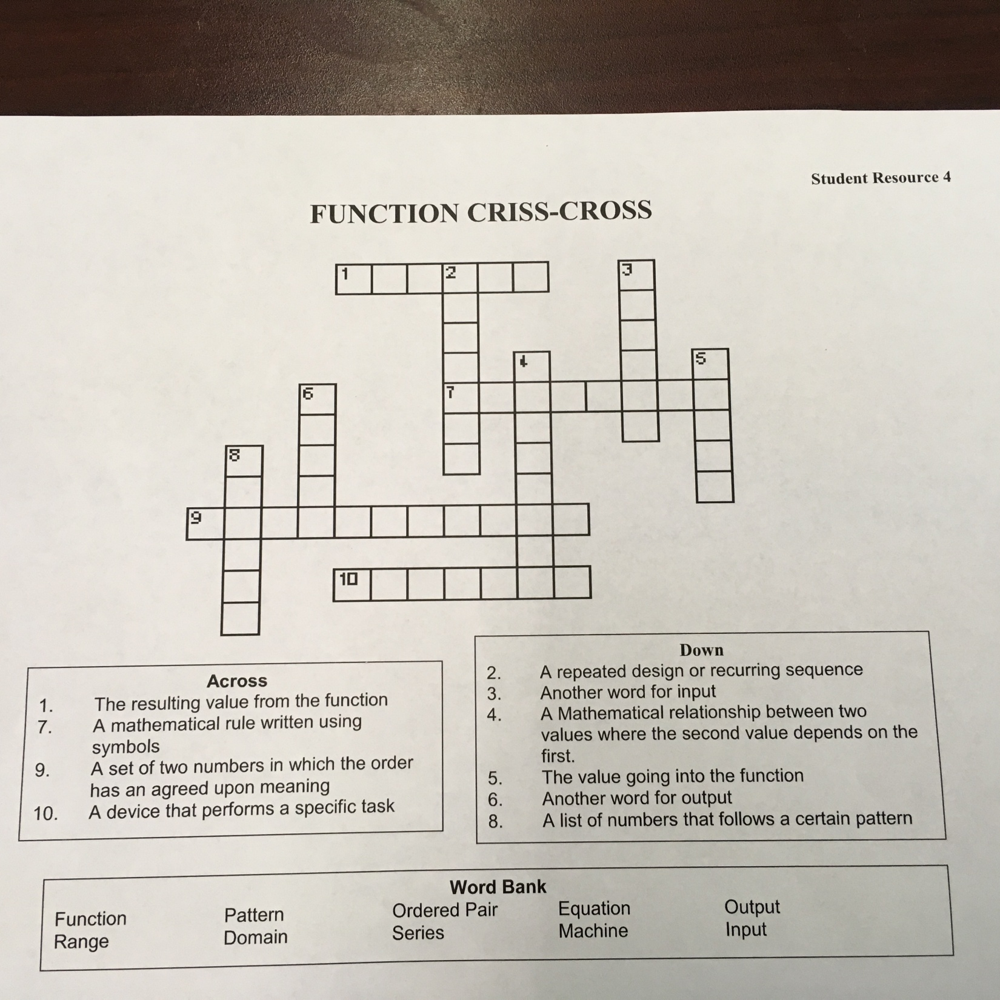 Student Resource 4
FUNCTION CRISS-CROSS
1
2
3
4
5
6
7
8
9
10
Across
1. The resulting value from the function
7. A mathematical rule written using
symbols
9. A set of two numbers in which the order
has an agreed upon meaning
10. A device that performs a specific task
Down
2. A repeated design or recurring sequence
3. Another word for input
4. A Mathematical relationship between two
values where the second value depends on the
first.
5. The value going into the function
6. Another word for output
8. A list of numbers that follows a certain pattern
Word Bank
Function Pattern Ordered Pair Equation Output
Range Domain Series Machine Input